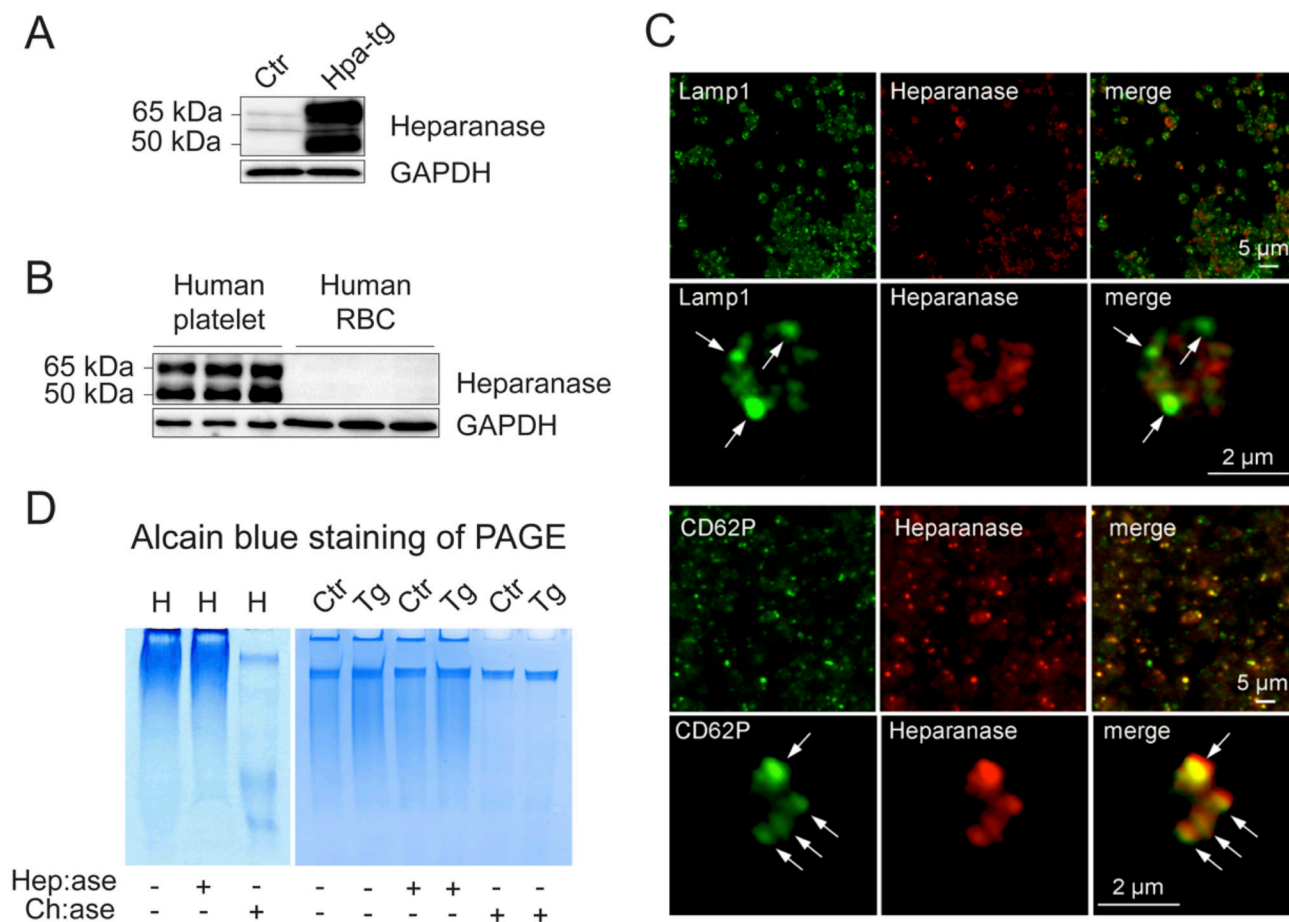 A
Ctr Hpa-tg
65 kDa
50 kDa
Heparanase
GAPDH
B
Human platelet
Human RBC
65 kDa
50 kDa
Heparanase
GAPDH
C
Lamp1 Heparanase merge
5 µm
Lamp1 Heparanase merge
2 µm
CD62P Heparanase merge
5 µm
CD62P Heparanase merge
2 µm
D
Alcain blue staining of PAGE
H H H Ctr Tg Ctr Tg Ctr Tg
Hep:ase - + - - - + + - -
Ch:ase - - + - - - - + +